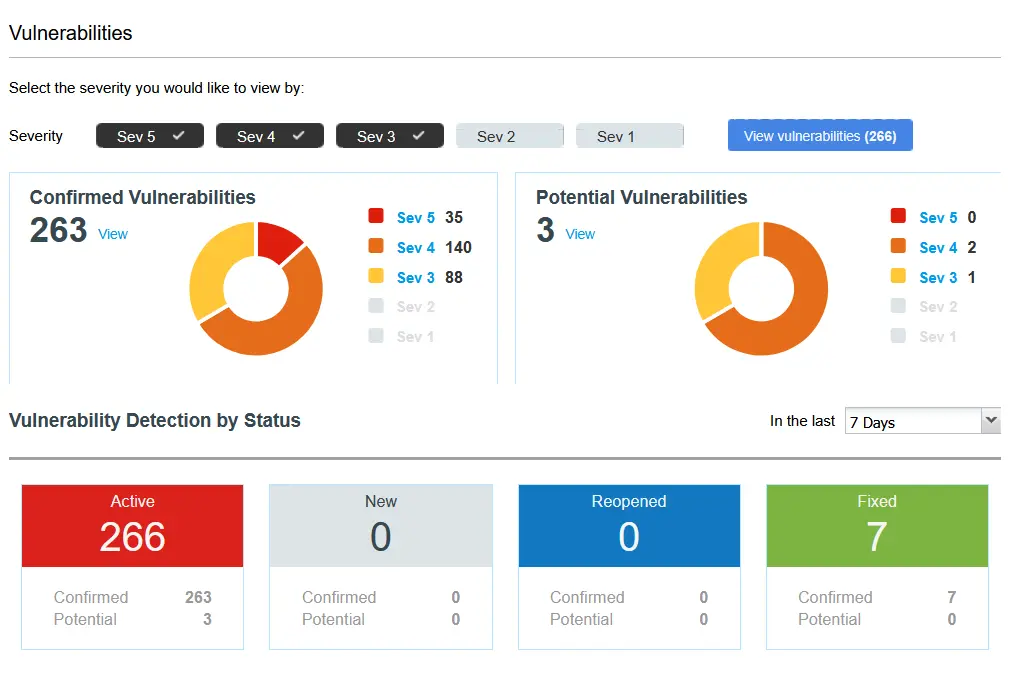 Vulnerabilities
Select the severity you would like to view by:
Severity Sev 5 Sev 4 Sev 3 Sev 2 Sev 1 View vulnerabilities (266)
Confirmed Vulnerabilities
263 View
Sev 5 35
Sev 4 140
Sev 3 88
Sev 2
Sev 1
Potential Vulnerabilities
3 View
Sev 5 0
Sev 4 2
Sev 3 1
Sev 2
Sev 1
Vulnerability Detection by Status
In the last 7 Days
Active
266
Confirmed 263
Potential 3
New
0
Confirmed 0
Potential 0
Reopened
0
Confirmed 0
Potential 0
Fixed
7
Confirmed 7
Potential 0